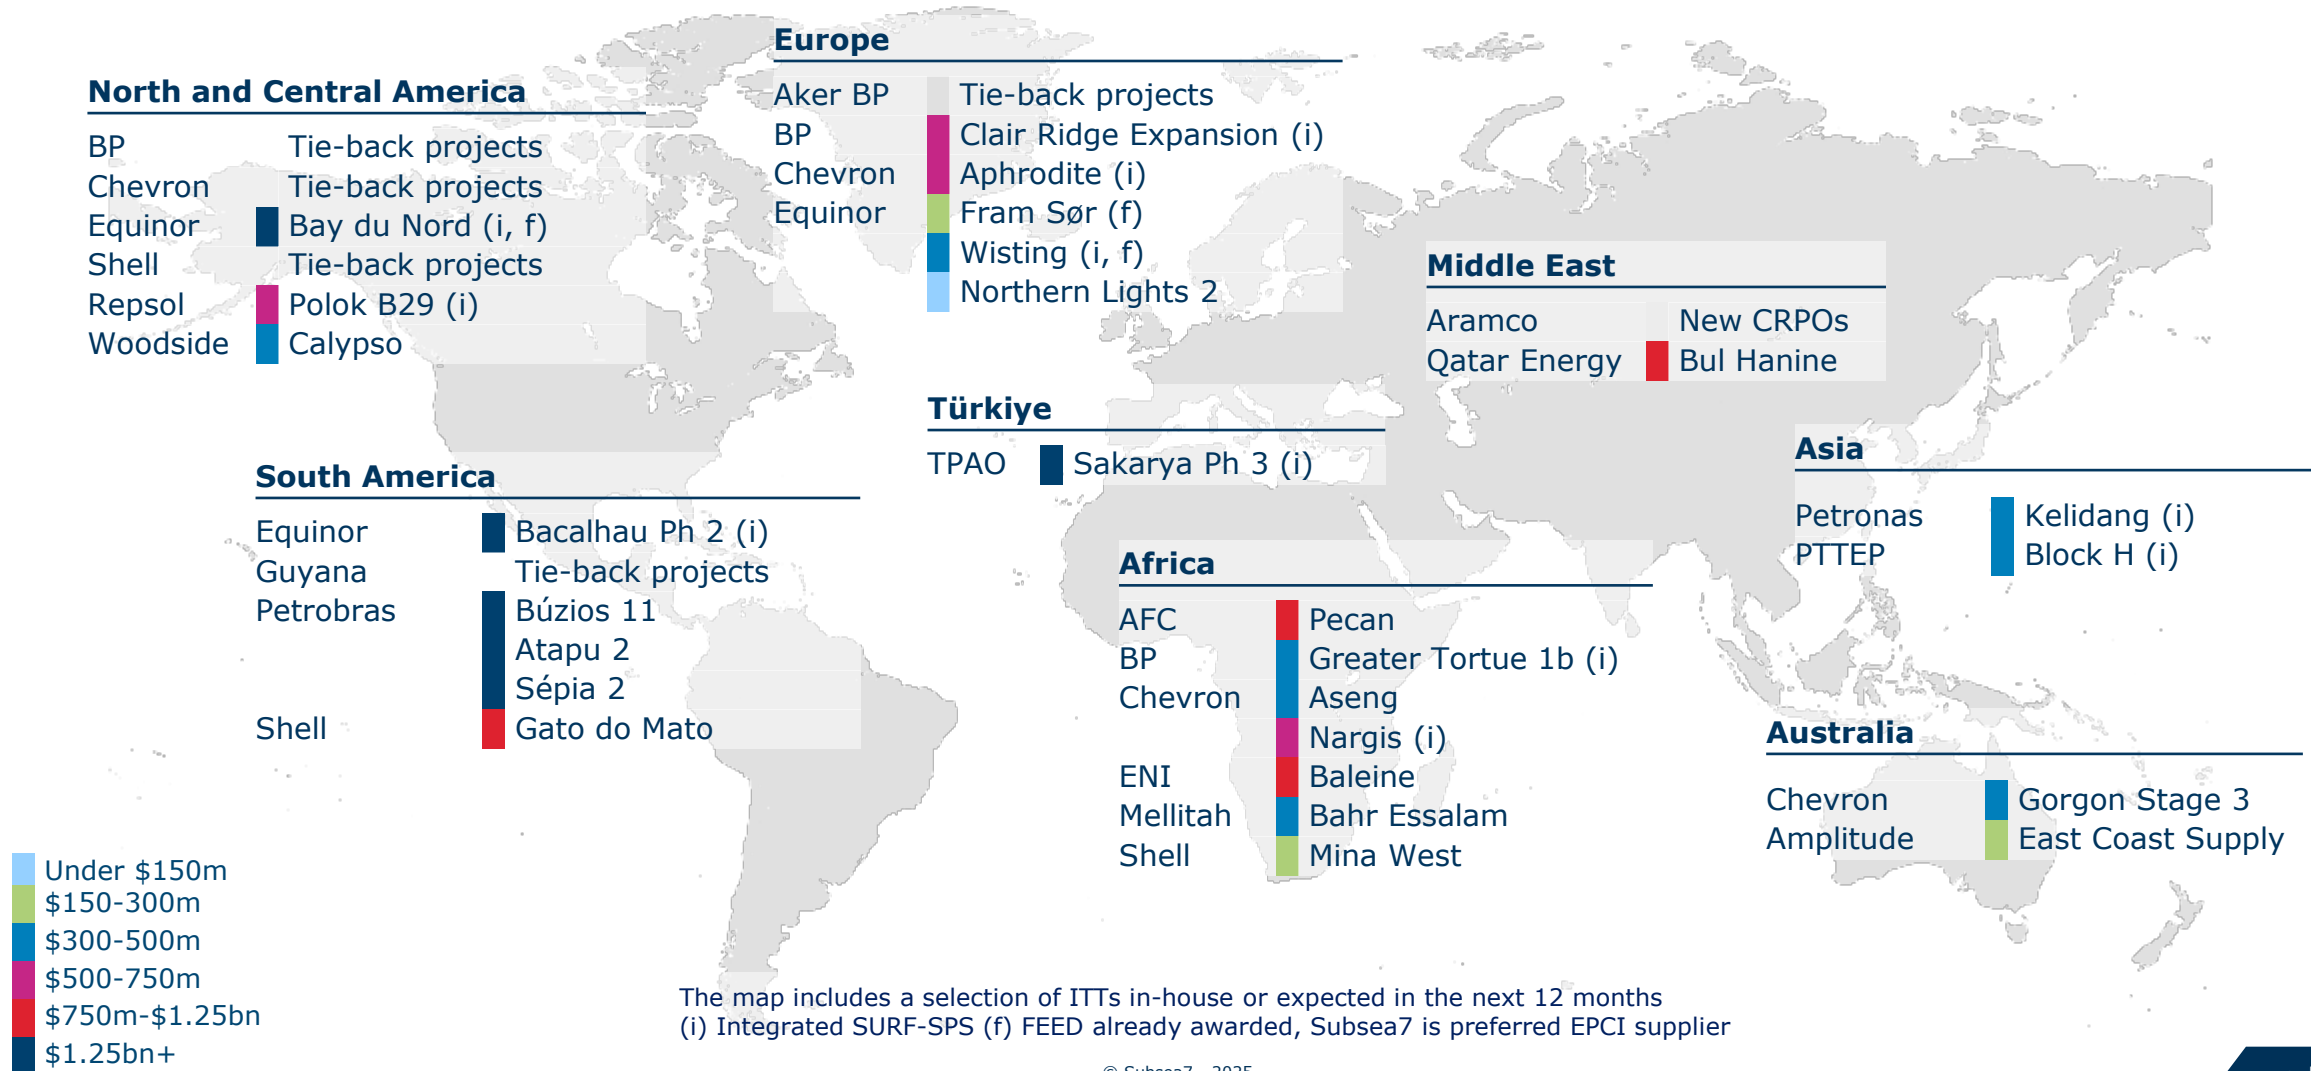 Europe
Aker BP Tie-back projects
BP Clair Ridge Expansion (i)
Chevron Aphrodite (i)
Equinor Fram Sør (f)
Wisting (i, f)
Northern Lights 2
North and Central America
BP Tie-back projects
Chevron Tie-back projects
Equinor Bay du Nord (i, f)
Shell Tie-back projects
Repsol Polok B29 (i)
Woodside Calypso
Middle East
Aramco New CRPOs
Qatar Energy Bul Hanine
Türkiye
TPAO Sakarya Ph 3 (i)
Asia
Petronas Kelidang (i)
PTTEP Block H (i)
South America
Equinor Bacalhau Ph 2 (i)
Guyana Tie-back projects
Petrobras Búzios 11
Atapu 2
Sépia 2
Shell Gato do Mato
Africa
AFC Pecan
BP Greater Tortue 1b (i)
Chevron Aseng
Nargis (i)
ENI Baleine
Mellitah Bahr Essalam
Shell Mina West
Australia
Chevron Gorgon Stage 3
Amplitude East Coast Supply
Under $150m
$150-300m
$300-500m
$500-750m
$750m-$1.25bn
$1.25bn+
The map includes a selection of ITTs in-house or expected in the next 12 months
(i) Integrated SURF-SPS (f) FEED already awarded, Subsea7 is preferred EPCI supplier
© Subsea7 - 2025